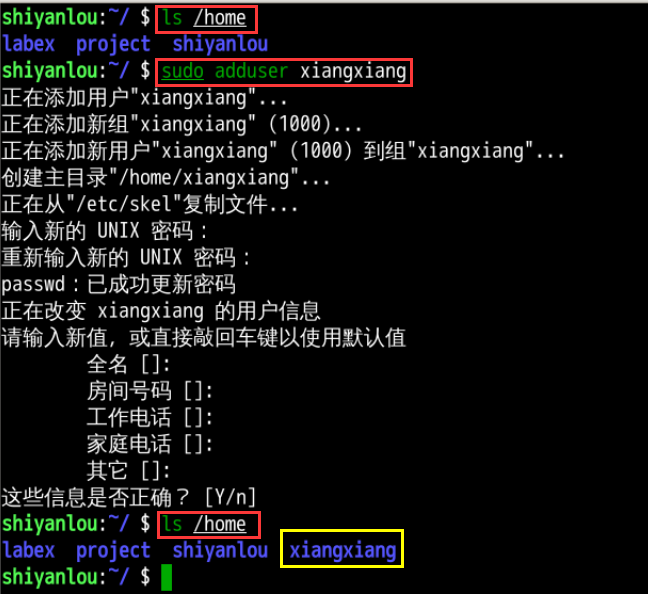 shiyanlou:~/ $ ls /home
labex project shiyanlou
shiyanlou:~/ $ sudo adduser xiangxiang
正在添加用户"xiangxiang"...
正在添加新组"xiangxiang" (1000)...
正在添加新用户"xiangxiang" (1000) 到组"xiangxiang"...
创建主目录"/home/xiangxiang"...
正在从"/etc/skel"复制文件...
输入新的 UNIX 密码：
重新输入新的 UNIX 密码：
passwd：已成功更新密码
正在改变 xiangxiang 的用户信息
请输入新值，或直接敲回车键以使用默认值
全名 []:
房间号码 []:
工作电话 []:
家庭电话 []:
其它 []:
这些信息是否正确？ [Y/n]
shiyanlou:~/ $ ls /home
labex project shiyanlou xiangxiang
shiyanlou:~/ $